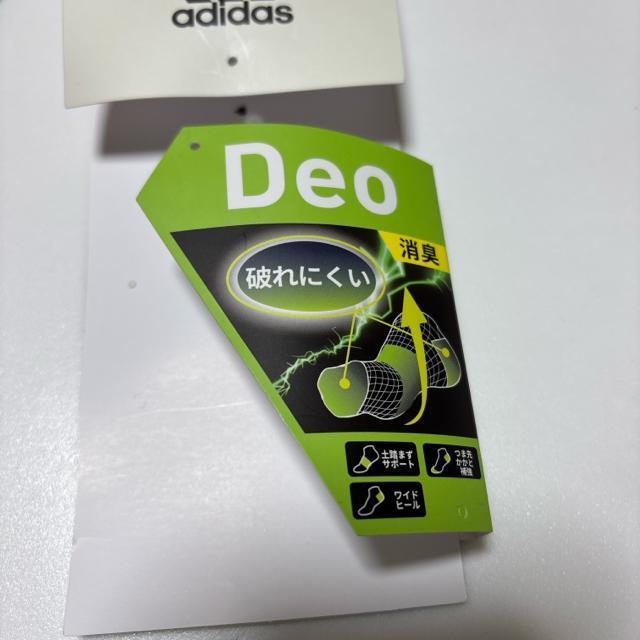 adidas
Deo
消臭
破れにくい
土踏まず
サポート
つま先
かかと
補強
ワイド
ヒール